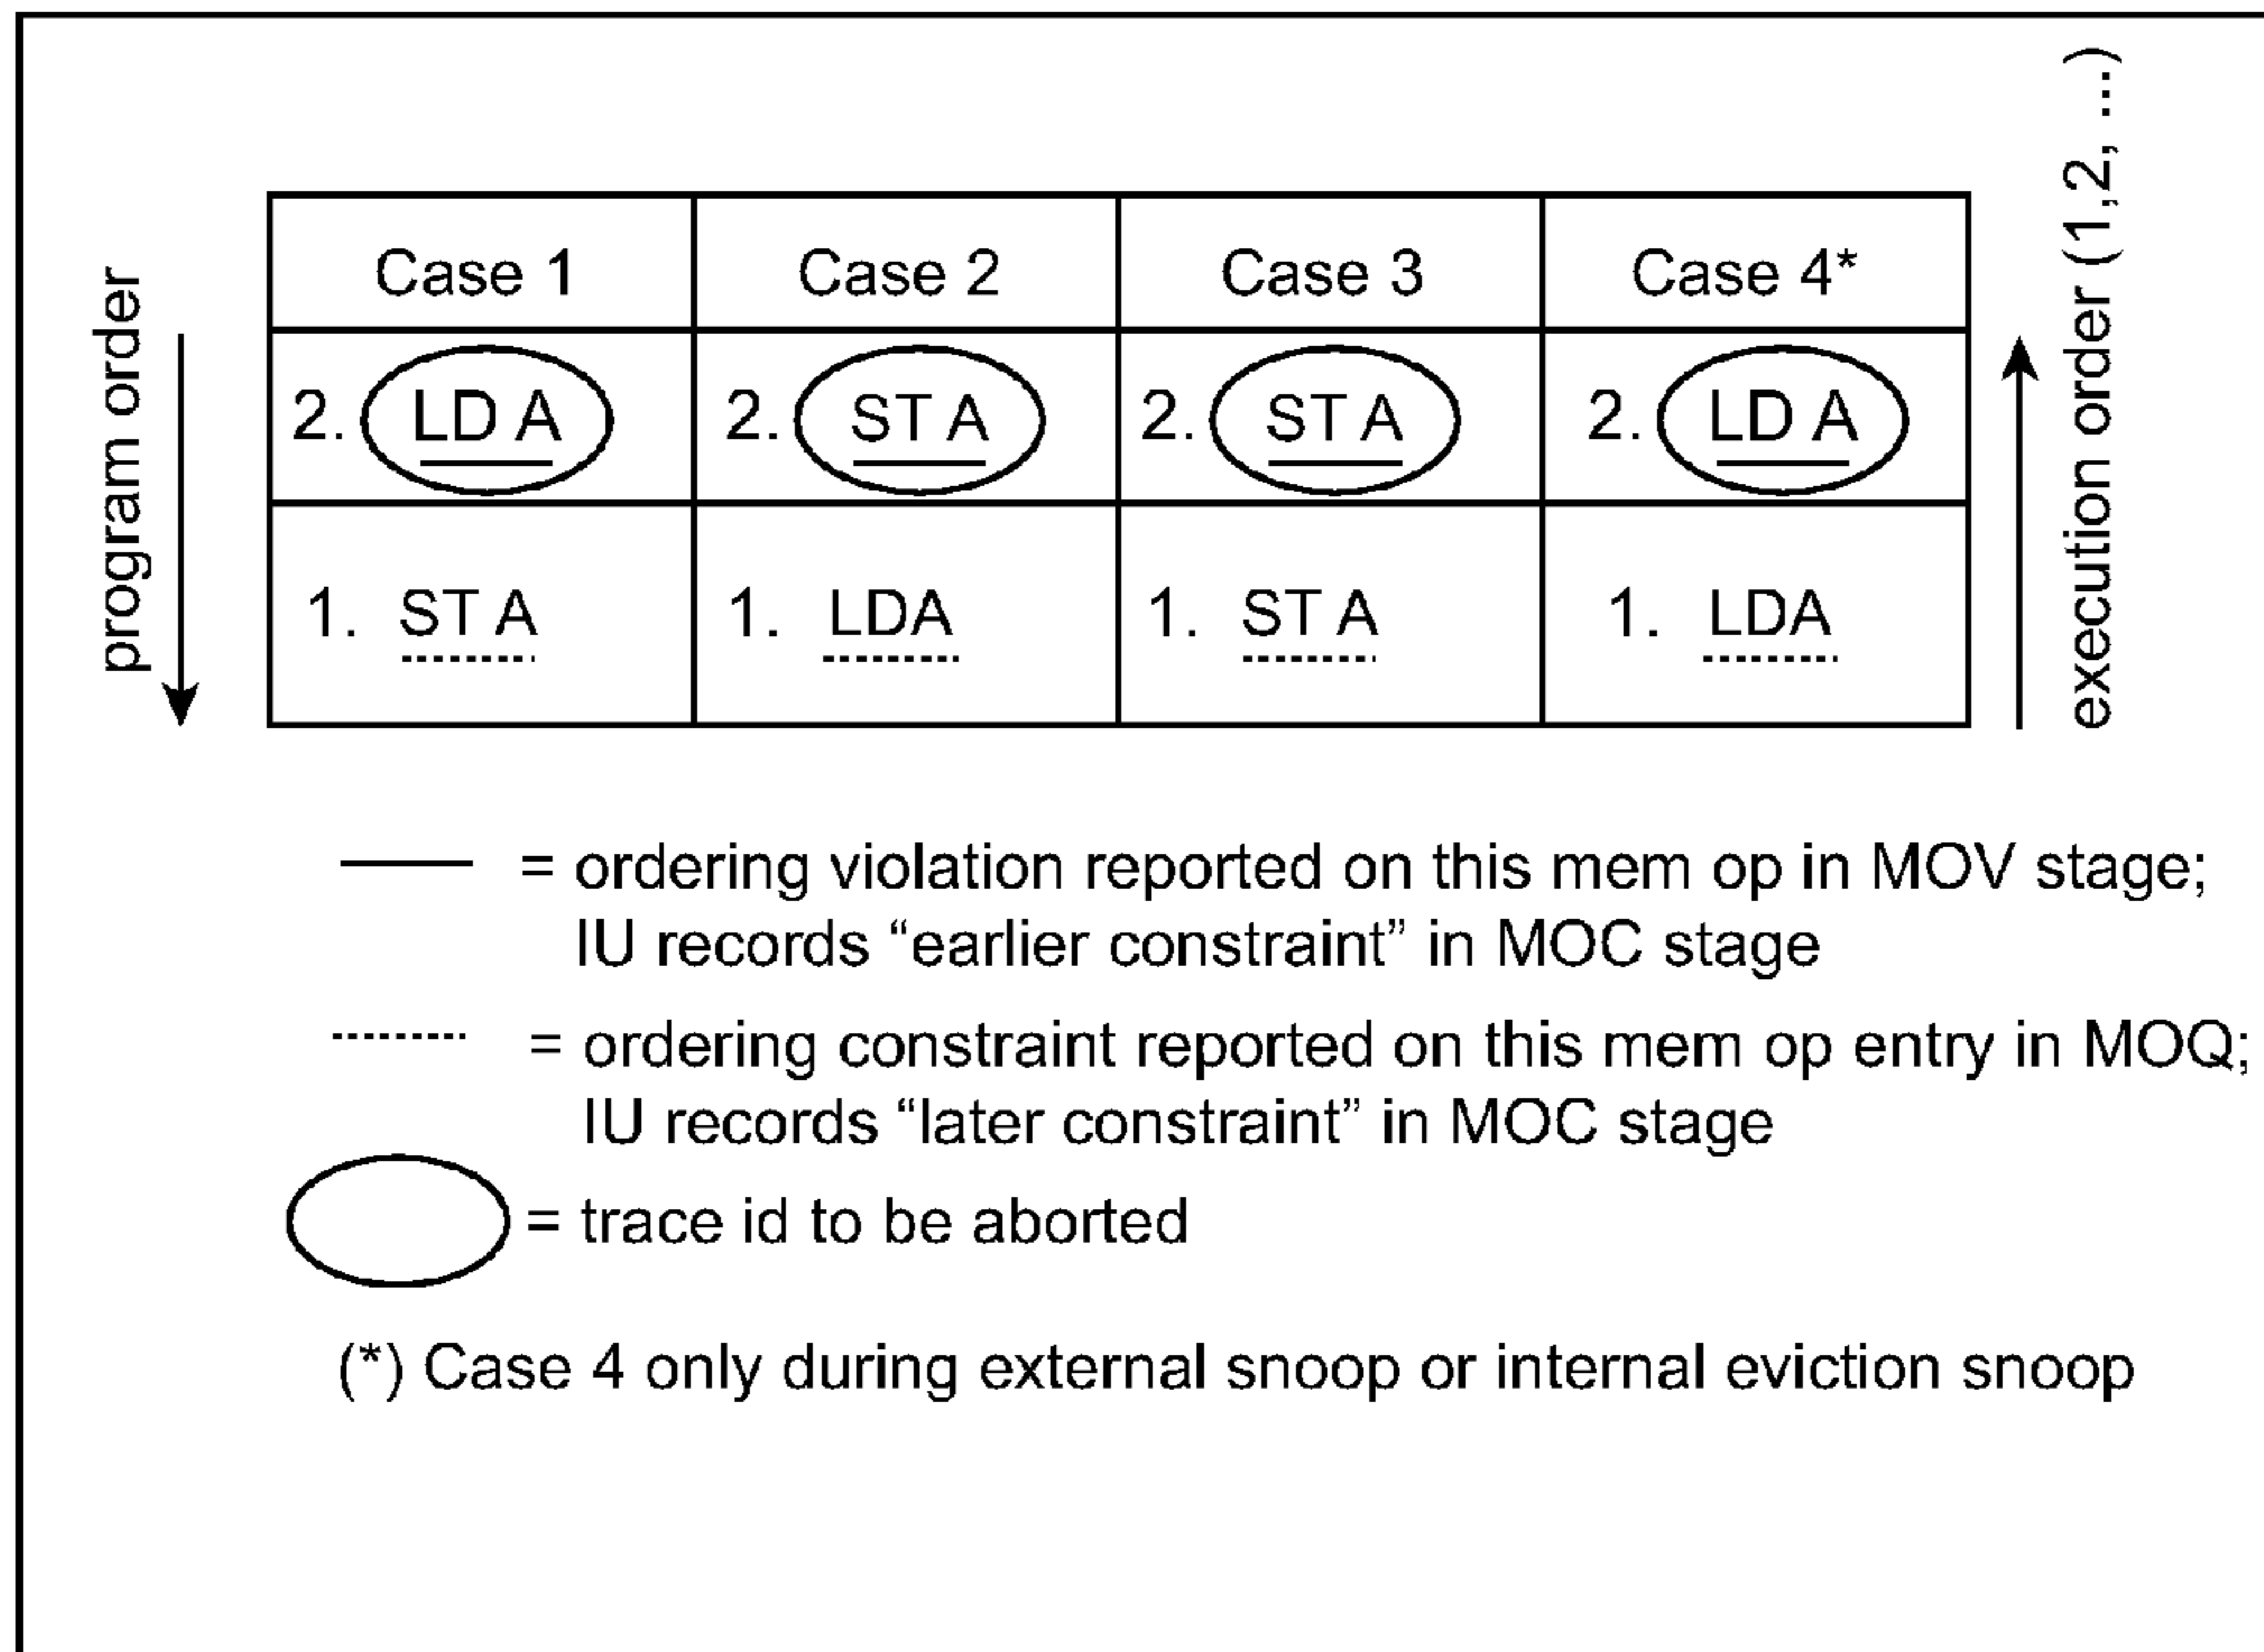 program order
execution order (1,2, ...)
Case 1 Case 2 Case 3 Case 4*
2. LD A 2. ST A 2. ST A 2. LD A
1. ST A 1. LDA 1. ST A 1. LDA
= ordering violation reported on this mem op in MOV stage;
IU records “earlier constraint” in MOC stage
= ordering constraint reported on this mem op entry in MOQ;
IU records “later constraint” in MOC stage
= trace id to be aborted
(*) Case 4 only during external snoop or internal eviction snoop